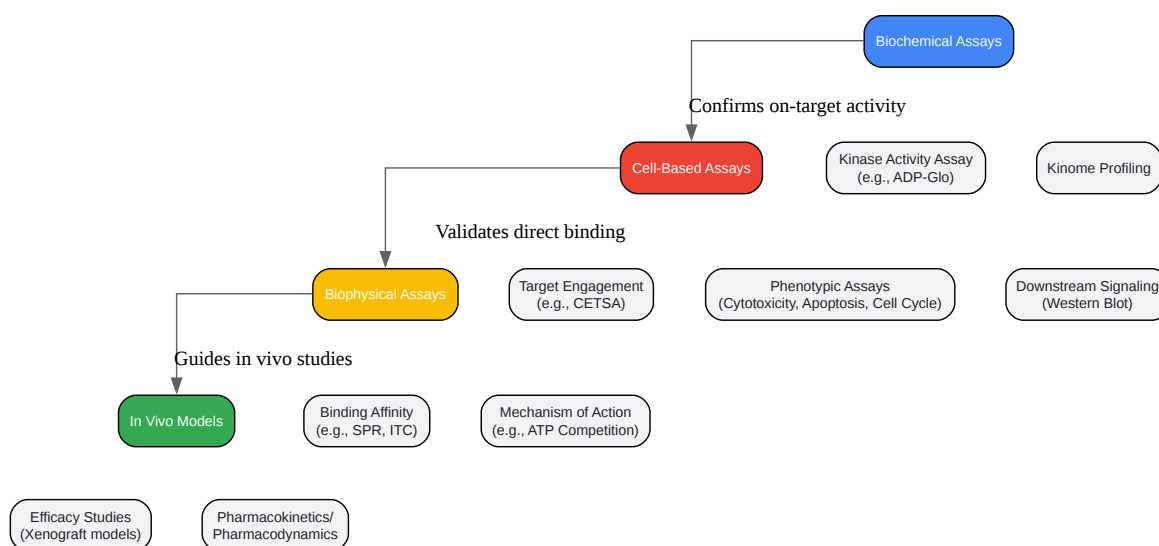 Biochemical Assays
Confirms on-target activity
Cell-Based Assays
Kinase Activity Assay
(e.g., ADP-Glo)
Kinome Profiling
Validates direct binding
Biophysical Assays
Target Engagement
(e.g., CETSA)
Phenotypic Assays
(Cytotoxicity, Apoptosis, Cell Cycle)
Downstream Signaling
(Western Blot)
Guides in vivo studies
In Vivo Models
Binding Affinity
(e.g., SPR, ITC)
Mechanism of Action
(e.g., ATP Competition)
Efficacy Studies
(Xenograft models)
Pharmacokinetics/
Pharmacodynamics